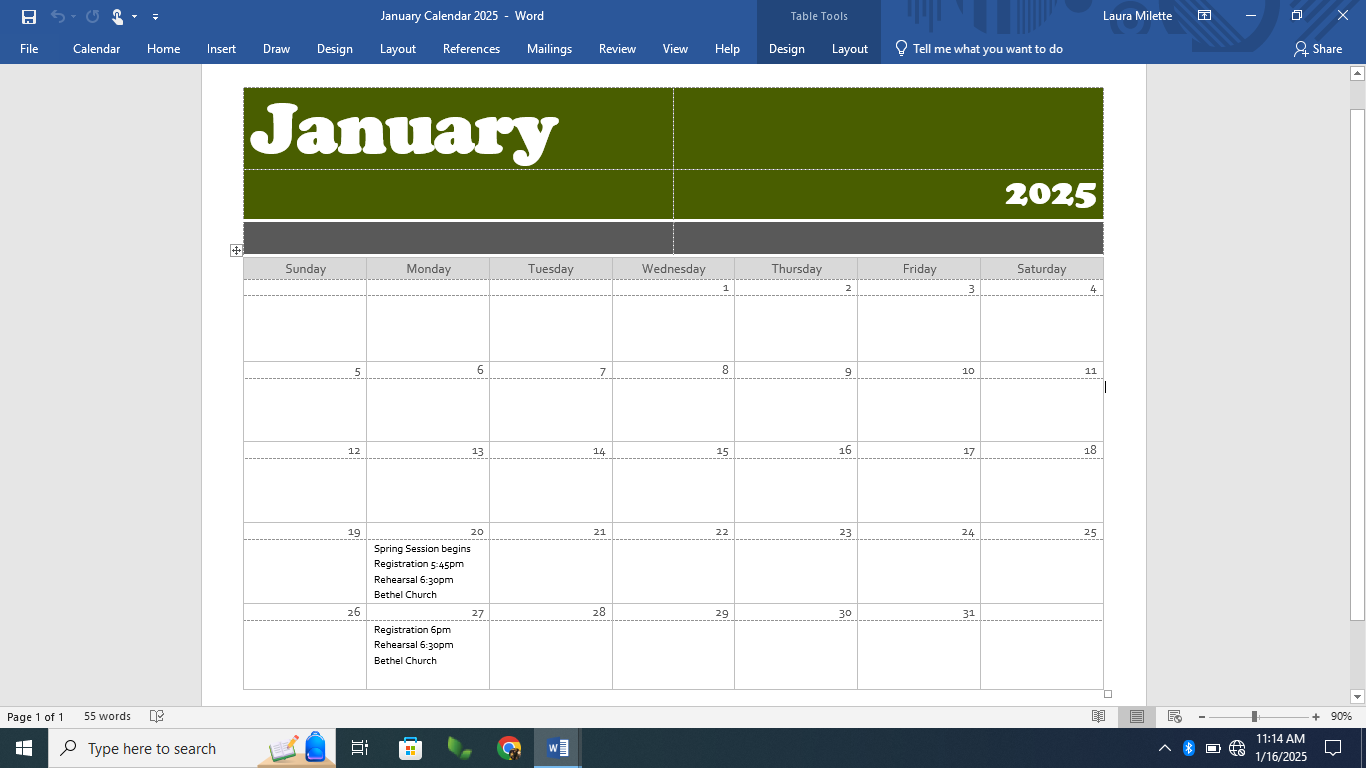 January Calendar 2025 - Word
Table Tools
Laura Milette
File Calendar Home Insert Draw Design Layout References Mailings Review View Help Design Layout Tell me what you want to do Share
January
2025
Sunday Monday Tuesday Wednesday Thursday Friday Saturday
1 2 3 4
5 6 7 8 9 10 11
12 13 14 15 16 17 18
19 20 21 22 23 24 25
Spring Session begins
Registration 5:45pm
Rehearsal 6:30pm
Bethel Church
26 27 28 29 30 31
Registration 6pm
Rehearsal 6:30pm
Bethel Church
Page 1 of 1 55 words 90%
Type here to search
11:14 AM
1/16/2025